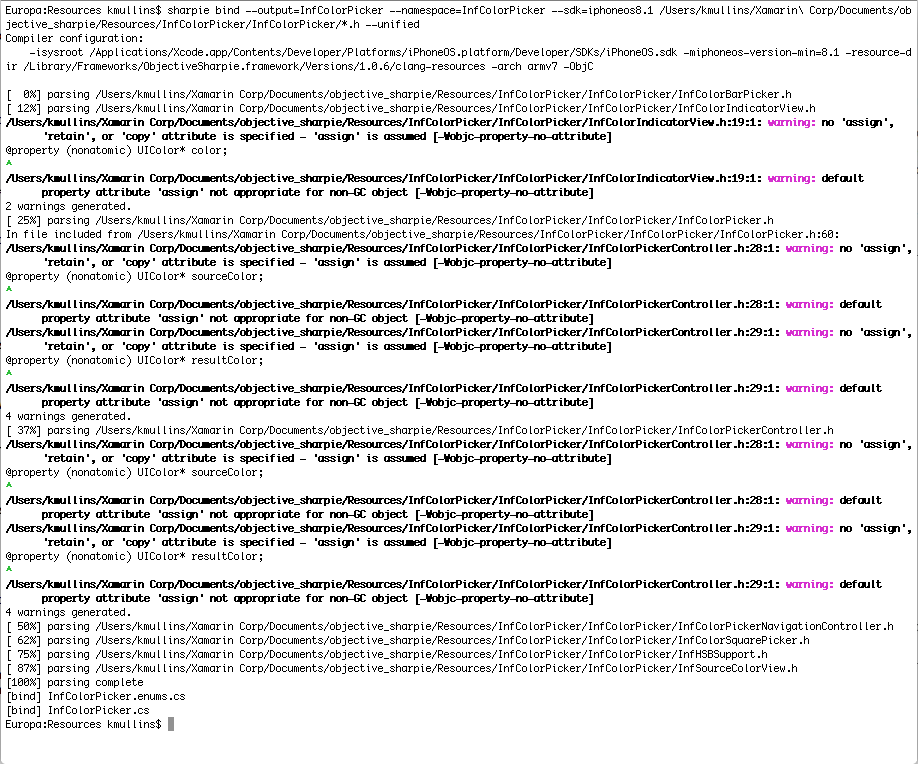 Europa:Resources kmullins$ sharpie bind --output=InfColorPicker --namespace=InfColorPicker --sdk=iphoneos8.1 /Users/kmullins/Xamarin\ Corp/Documents/ob
jective_sharpie/Resources/InfColorPicker/InfColorPicker/*.h --unified
Compiler configuration:
    -isysroot /Applications/Xcode.app/Contents/Developer/Platforms/iPhoneOS.platform/Developer/SDKs/iPhoneOS.sdk -miphoneos-version-min=8.1 -resource-d
ir /Library/Frameworks/ObjectiveSharpie.framework/Versions/1.0.6/clang-resources -arch armv7 -ObjC
[  0%] parsing /Users/kmullins/Xamarin Corp/Documents/objective_sharpie/Resources/InfColorPicker/InfColorPicker/InfColorBarPicker.h
[ 12%] parsing /Users/kmullins/Xamarin Corp/Documents/objective_sharpie/Resources/InfColorPicker/InfColorPicker/InfColorIndicatorView.h
/Users/kmullins/Xamarin Corp/Documents/objective_sharpie/Resources/InfColorPicker/InfColorPicker/InfColorIndicatorView.h:19:1: warning: no 'assign',
      'retain', or 'copy' attribute is specified - 'assign' is assumed [-Wobjc-property-no-attribute]
@property (nonatomic) UIColor* color;
^
/Users/kmullins/Xamarin Corp/Documents/objective_sharpie/Resources/InfColorPicker/InfColorPicker/InfColorIndicatorView.h:19:1: warning: default
      property attribute 'assign' not appropriate for non-GC object [-Wobjc-property-no-attribute]
2 warnings generated.
[ 25%] parsing /Users/kmullins/Xamarin Corp/Documents/objective_sharpie/Resources/InfColorPicker/InfColorPicker/InfColorPicker.h
In file included from /Users/kmullins/Xamarin Corp/Documents/objective_sharpie/Resources/InfColorPicker/InfColorPicker/InfColorPicker.h:60:
/Users/kmullins/Xamarin Corp/Documents/objective_sharpie/Resources/InfColorPicker/InfColorPicker/InfColorPickerController.h:28:1: warning: no 'assign',
      'retain', or 'copy' attribute is specified - 'assign' is assumed [-Wobjc-property-no-attribute]
@property (nonatomic) UIColor* sourceColor;
^
/Users/kmullins/Xamarin Corp/Documents/objective_sharpie/Resources/InfColorPicker/InfColorPicker/InfColorPickerController.h:28:1: warning: default
      property attribute 'assign' not appropriate for non-GC object [-Wobjc-property-no-attribute]
/Users/kmullins/Xamarin Corp/Documents/objective_sharpie/Resources/InfColorPicker/InfColorPicker/InfColorPickerController.h:29:1: warning: no 'assign',
      'retain', or 'copy' attribute is specified - 'assign' is assumed [-Wobjc-property-no-attribute]
@property (nonatomic) UIColor* resultColor;
^
/Users/kmullins/Xamarin Corp/Documents/objective_sharpie/Resources/InfColorPicker/InfColorPicker/InfColorPickerController.h:29:1: warning: default
      property attribute 'assign' not appropriate for non-GC object [-Wobjc-property-no-attribute]
4 warnings generated.
[ 37%] parsing /Users/kmullins/Xamarin Corp/Documents/objective_sharpie/Resources/InfColorPicker/InfColorPicker/InfColorPickerController.h
/Users/kmullins/Xamarin Corp/Documents/objective_sharpie/Resources/InfColorPicker/InfColorPicker/InfColorPickerController.h:28:1: warning: no 'assign',
      'retain', or 'copy' attribute is specified - 'assign' is assumed [-Wobjc-property-no-attribute]
@property (nonatomic) UIColor* sourceColor;
^
/Users/kmullins/Xamarin Corp/Documents/objective_sharpie/Resources/InfColorPicker/InfColorPicker/InfColorPickerController.h:28:1: warning: default
      property attribute 'assign' not appropriate for non-GC object [-Wobjc-property-no-attribute]
/Users/kmullins/Xamarin Corp/Documents/objective_sharpie/Resources/InfColorPicker/InfColorPicker/InfColorPickerController.h:29:1: warning: no 'assign',
      'retain', or 'copy' attribute is specified - 'assign' is assumed [-Wobjc-property-no-attribute]
@property (nonatomic) UIColor* resultColor;
^
/Users/kmullins/Xamarin Corp/Documents/objective_sharpie/Resources/InfColorPicker/InfColorPicker/InfColorPickerController.h:29:1: warning: default
      property attribute 'assign' not appropriate for non-GC object [-Wobjc-property-no-attribute]
4 warnings generated.
[ 50%] parsing /Users/kmullins/Xamarin Corp/Documents/objective_sharpie/Resources/InfColorPicker/InfColorPicker/InfColorPickerNavigationController.h
[ 62%] parsing /Users/kmullins/Xamarin Corp/Documents/objective_sharpie/Resources/InfColorPicker/InfColorPicker/InfColorSquarePicker.h
[ 75%] parsing /Users/kmullins/Xamarin Corp/Documents/objective_sharpie/Resources/InfColorPicker/InfColorPicker/InfHSBSupport.h
[ 87%] parsing /Users/kmullins/Xamarin Corp/Documents/objective_sharpie/Resources/InfColorPicker/InfColorPicker/InfSourceColorView.h
[100%] parsing complete
[bind] InfColorPicker.enums.cs
[bind] InfColorPicker.cs
Europa:Resources kmullins$